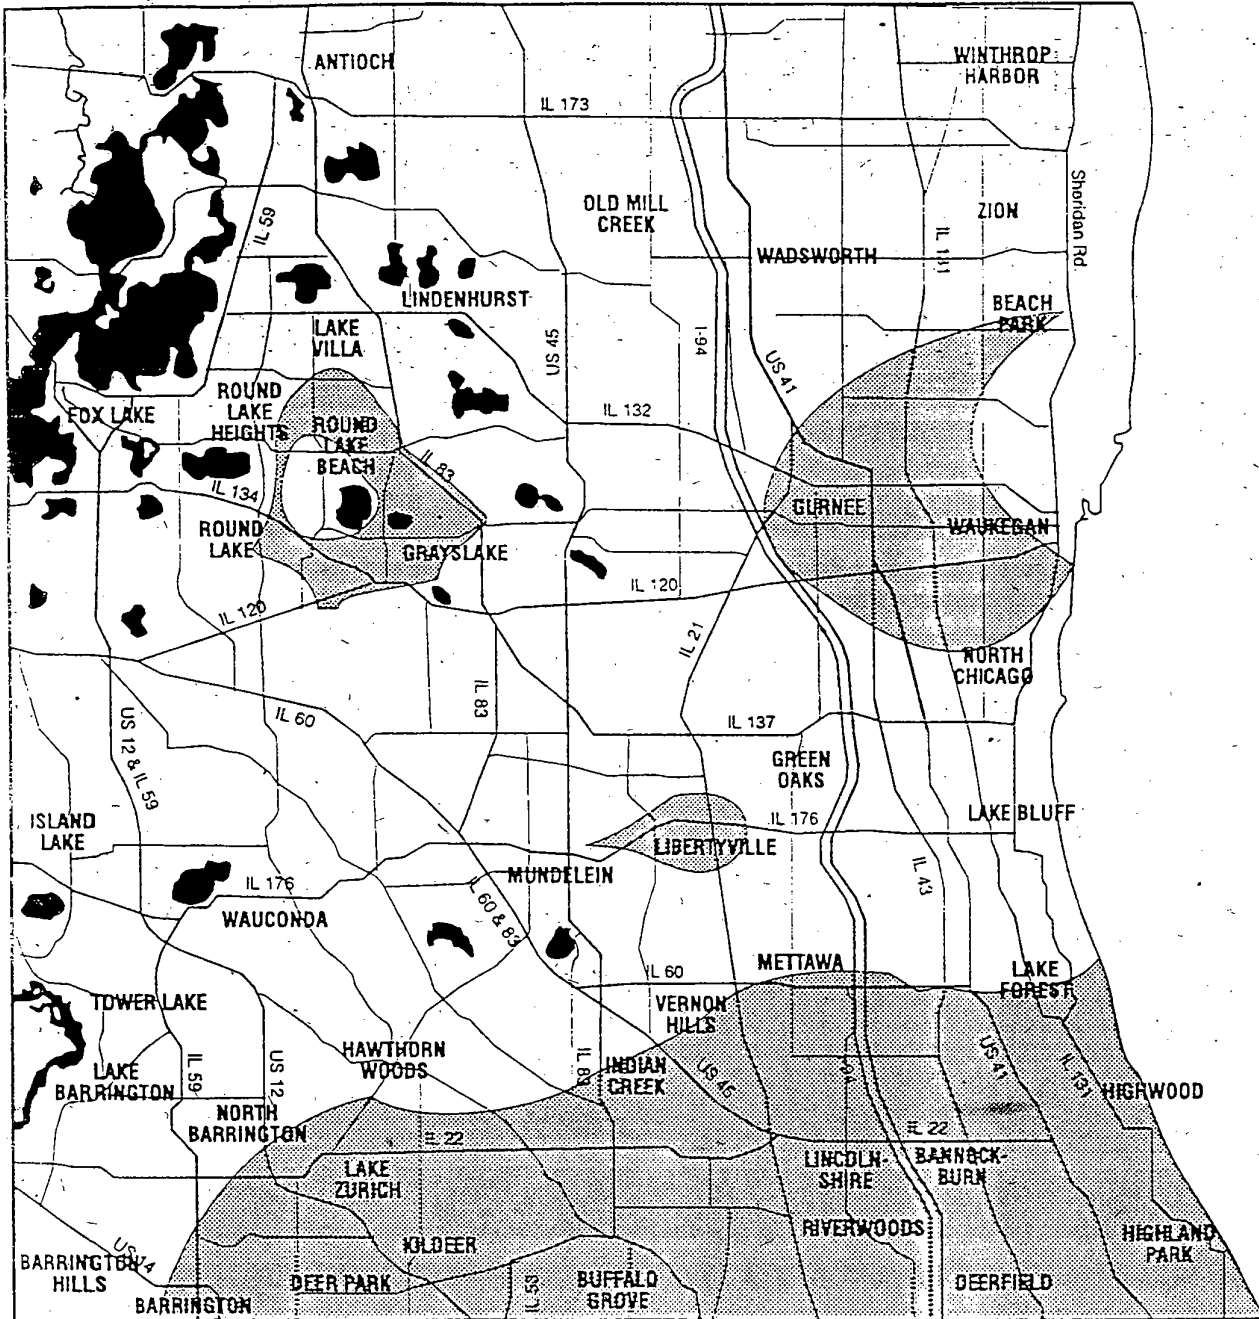 ANTIOCH
WINTHROP
HARBOR
IL 173
OLD MILL
CREEK
ZION
Sheridan Rd
IL 59
IL 131
WADSWORTH
LINDENHURST
BEACH
PARK
LAKE
VILLA
US 45
I-94
US 41
FOX LAKE
ROUND
LAKE
HEIGHTS
ROUND
LAKE
BEACH
IL 132
IL 83
IL 134
GURNEE
WAUKEGAN
ROUND
LAKE
GRAYSLAKE
IL 120
IL 120
IL 21
NORTH
CHICAGO
IL 83
IL 60
IL 137
US 12 & IL 59
GREEN
OAKS
ISLAND
LAKE
IL 176
LAKE BLUFF
LIBERTYVILLE
MUNDELEIN
IL 176
IL 43
WAUCONDA
IL 60 & 83
METTAWA
IL 60
LAKE
FOREST
TOWER LAKE
VERNON
HILLS
HAWTHORN
WOODS
IL 59
US 12
IL 83
INDIAN
CREEK
US 45
US 41
IL 131
LAKE
BARRINGTON
HIGHWOOD
NORTH
BARRINGTON
IL 22
IL 22
LAKE
ZURICH
LINCOLN-
SHIRE
BANNOCK-
BURN
RIVERWOODS
HIGHLAND
PARK
KILDEER
US 14
BARRINGTON
HILLS
DEER PARK
IL 53
BUFFALO
GROVE
DEERFIELD
BARRINGTON